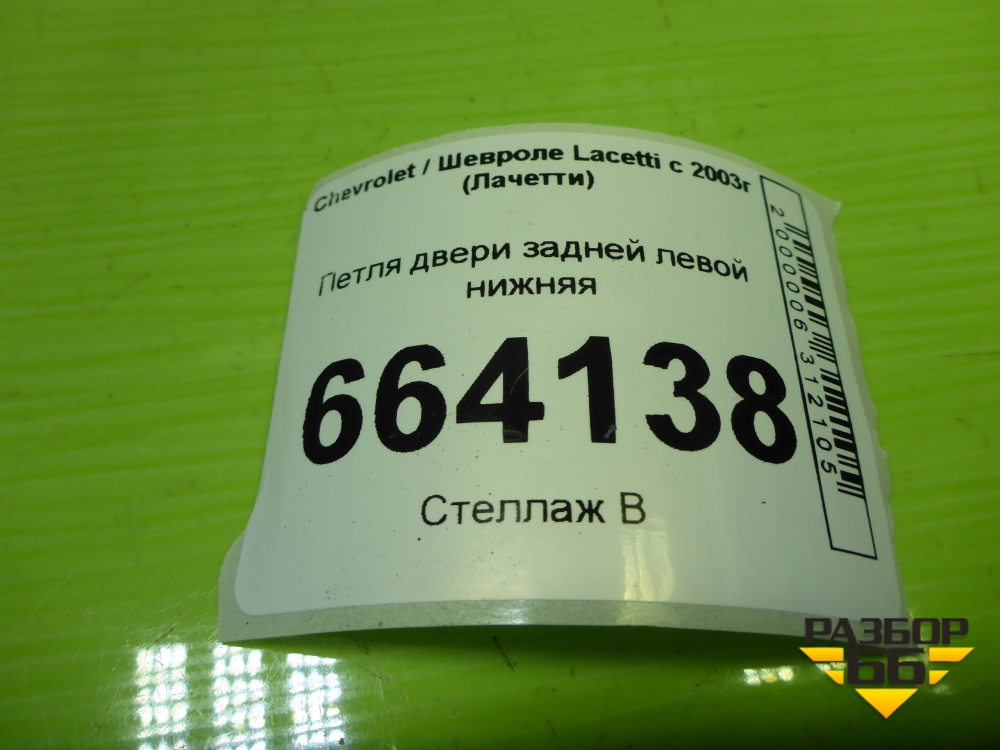 Chevrolet / Шевроле Lacetti с 2003г
(Лачетти)
Петля двери задней левой
нижняя
664138
Стеллаж В
2000006312105
РАЗБОР
66